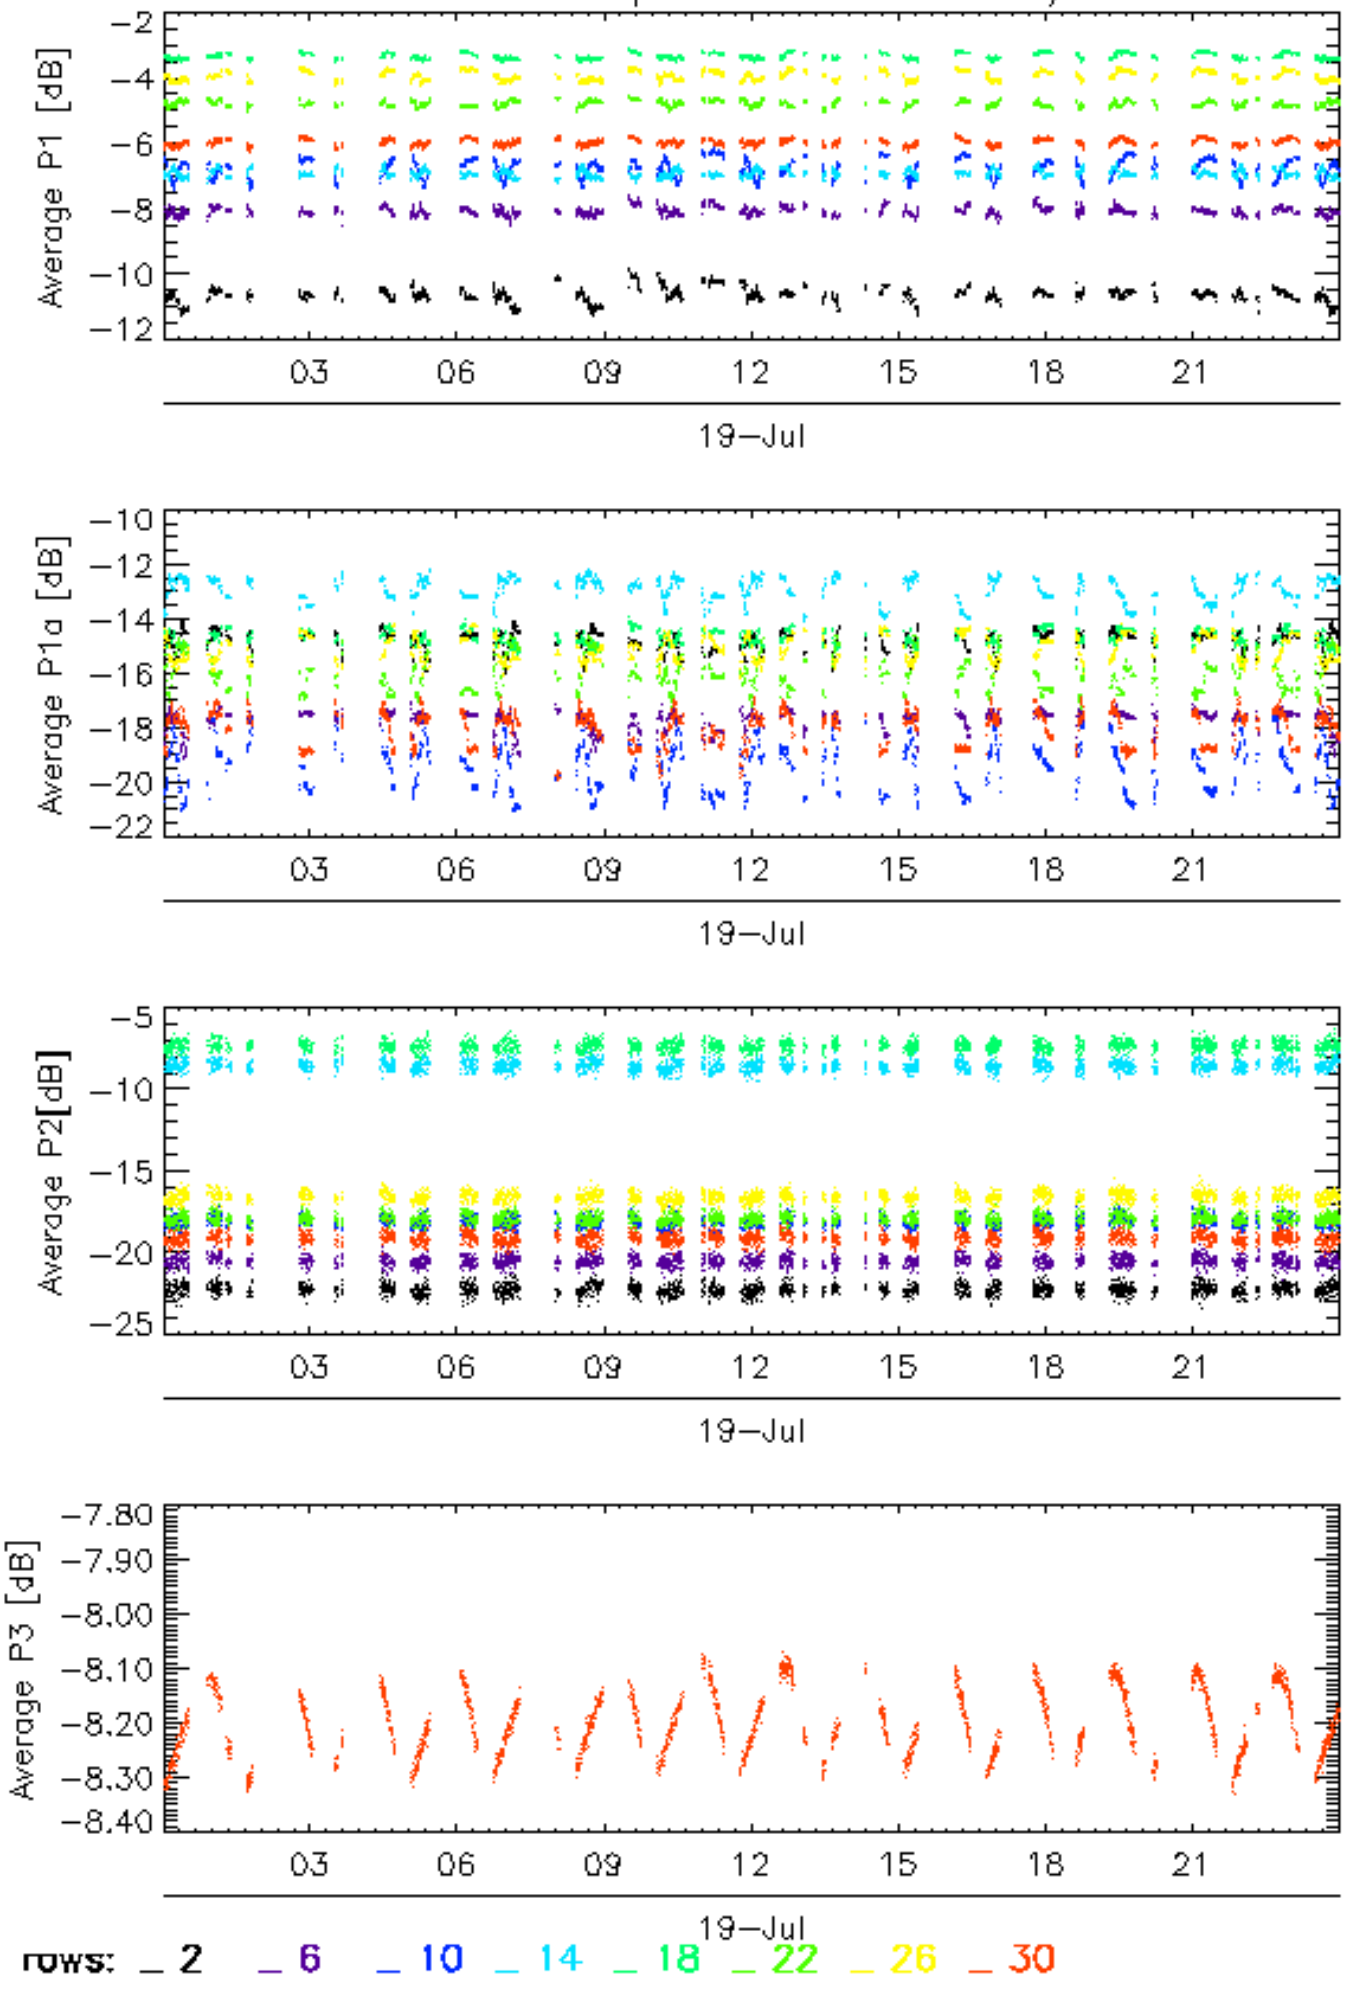 Average P1 [dB]
-2
-4
-6
-8
-10
-12
03 06 09 12 15 18 21
19-Jul
Average P1a [dB]
-10
-12
-14
-16
-18
-20
-22
03 06 09 12 15 18 21
19-Jul
Average P2[dB]
-5
-10
-15
-20
-25
03 06 09 12 15 18 21
19-Jul
Average P3 [dB]
-7.80
-7.90
-8.00
-8.10
-8.20
-8.30
-8.40
03 06 09 12 15 18 21
19-Jul
rows: _ 2 _ 6 _ 10 _ 14 _ 18 _ 22 _ 26 _ 30